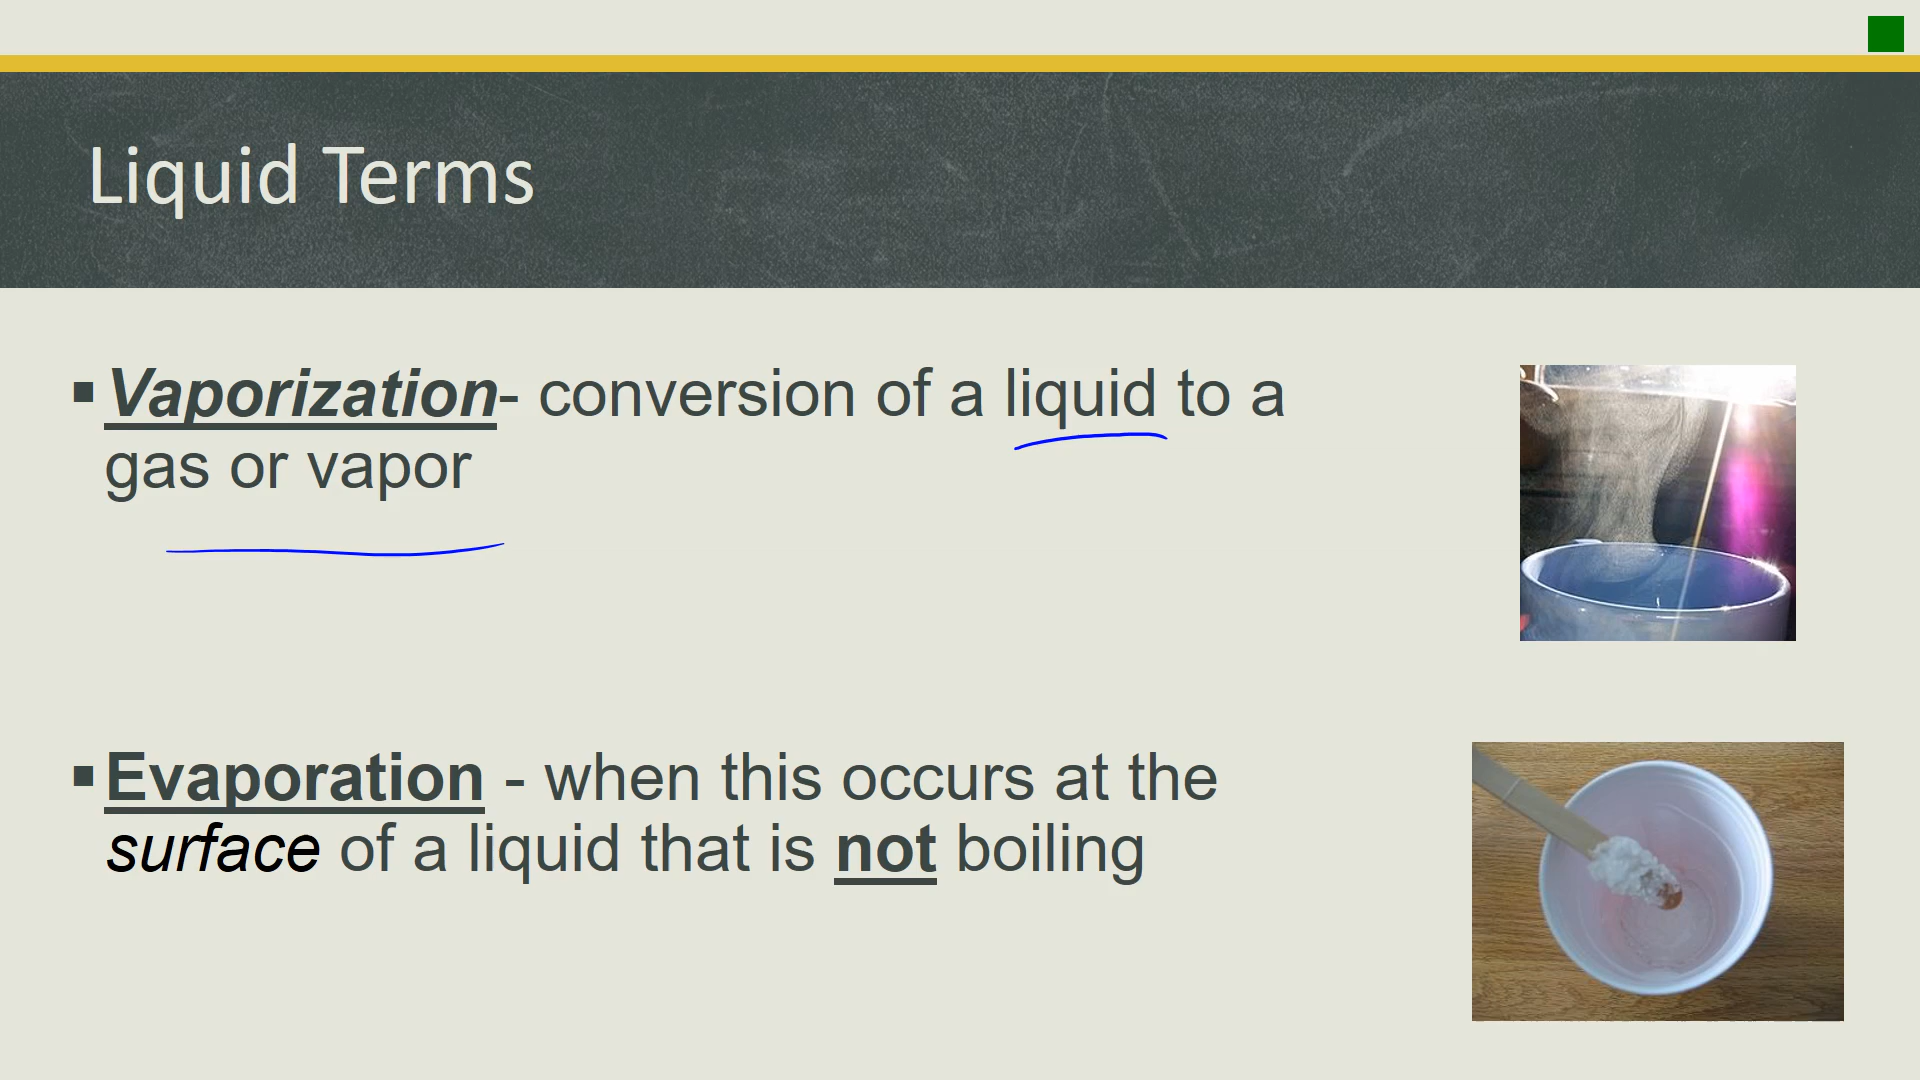 Liquid Terms
▪Vaporization- conversion of a liquid to a
gas or vapor
▪Evaporation - when this occurs at the
surface of a liquid that is not boiling